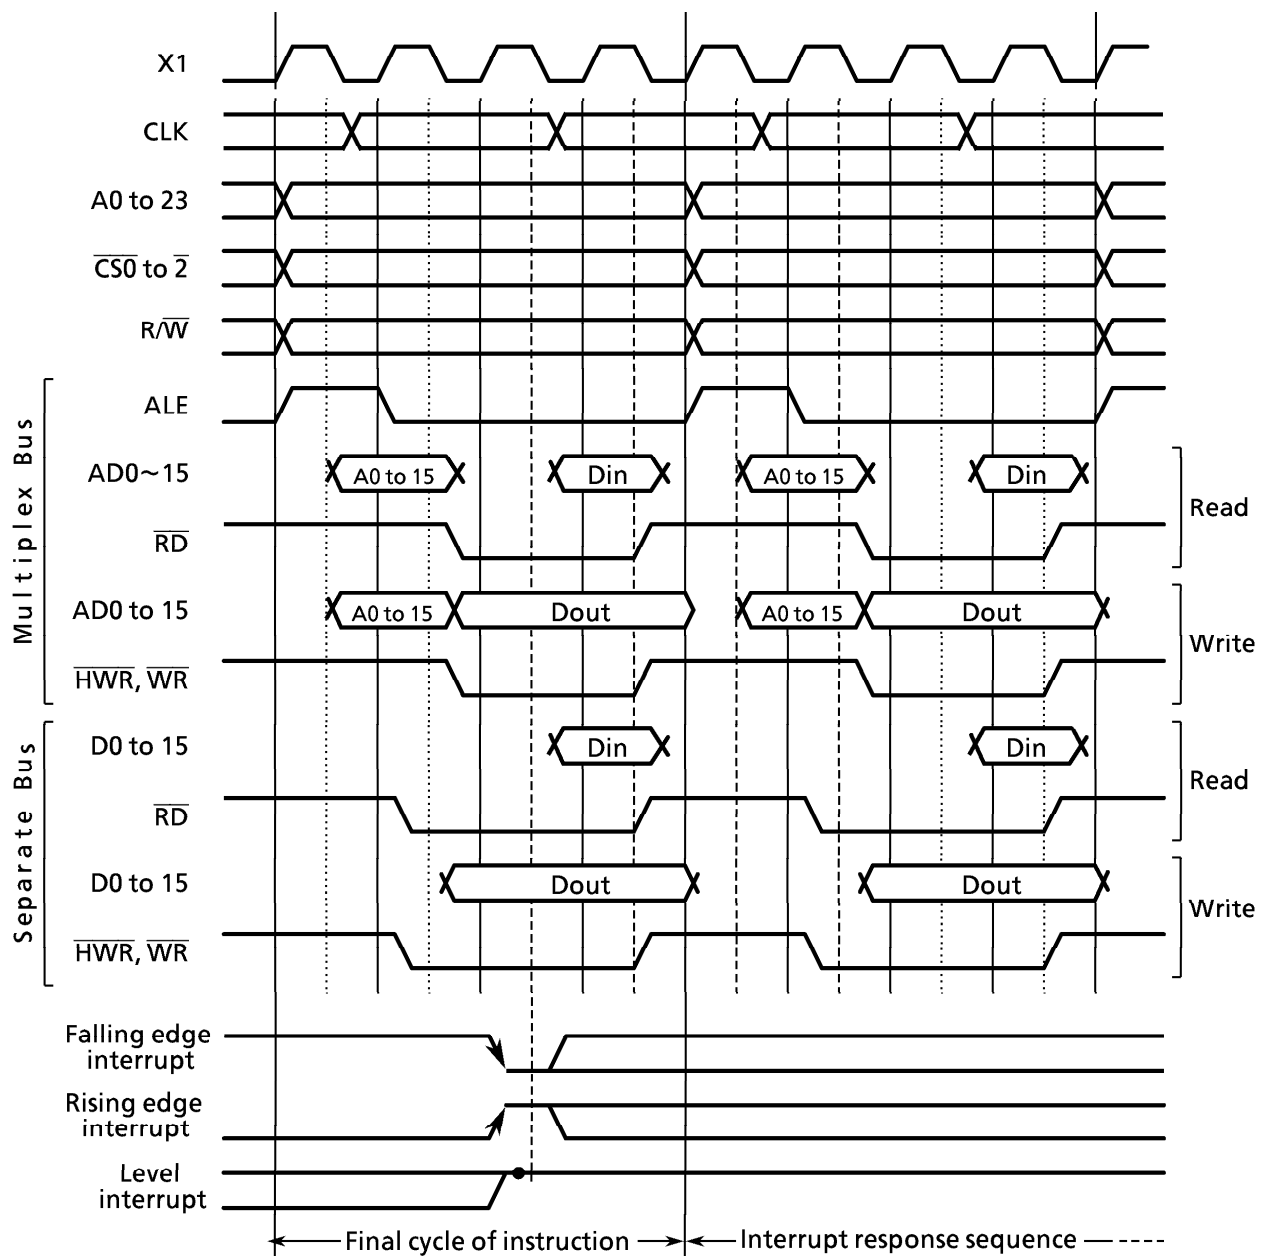 X1
CLK
A0 to 23
CS0 to 2
R/W
Multiplex Bus
ALE
AD0~15
A0 to 15
Din
A0 to 15
Din
Read
RD
AD0 to 15
A0 to 15
Dout
A0 to 15
Dout
Write
HWR, WR
Separate Bus
D0 to 15
Din
Din
Read
RD
D0 to 15
Dout
Dout
Write
HWR, WR
Falling edge
interrupt
Rising edge
interrupt
Level
interrupt
Final cycle of instruction
Interrupt response sequence